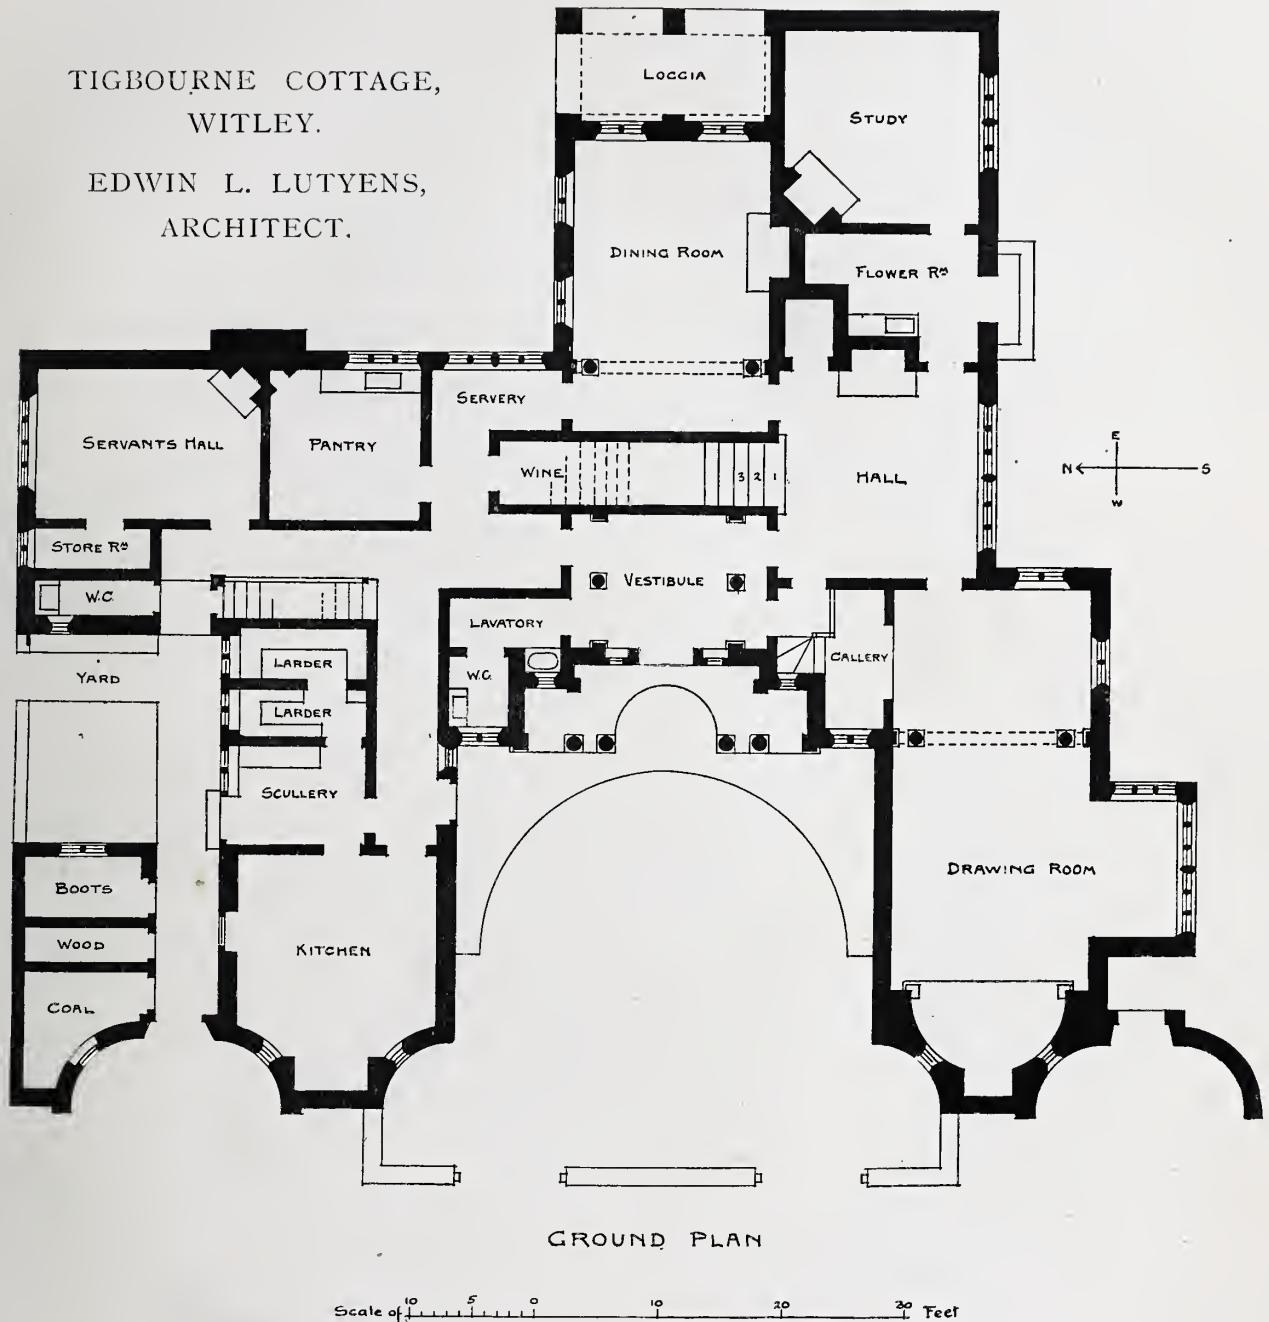 TIGBOURNE COTTAGE,
WITLEY.
EDWIN L. LUTYENS,
ARCHITECT.
LOGGIA
STUDY
DINING ROOM
FLOWER RM
SERVERY
SERVANTS HALL
PANTRY
WINE
3 2 1
HALL
E
N S
W
STORE RM
W.C.
VESTIBULE
LAVATORY
LARDER
W.C.
GALLERY
YARD
LARDER
SCULLERY
DRAWING ROOM
BOOTS
WOOD
KITCHEN
COAL
GROUND PLAN
Scale of 10 5 0 10 20 30 Feet